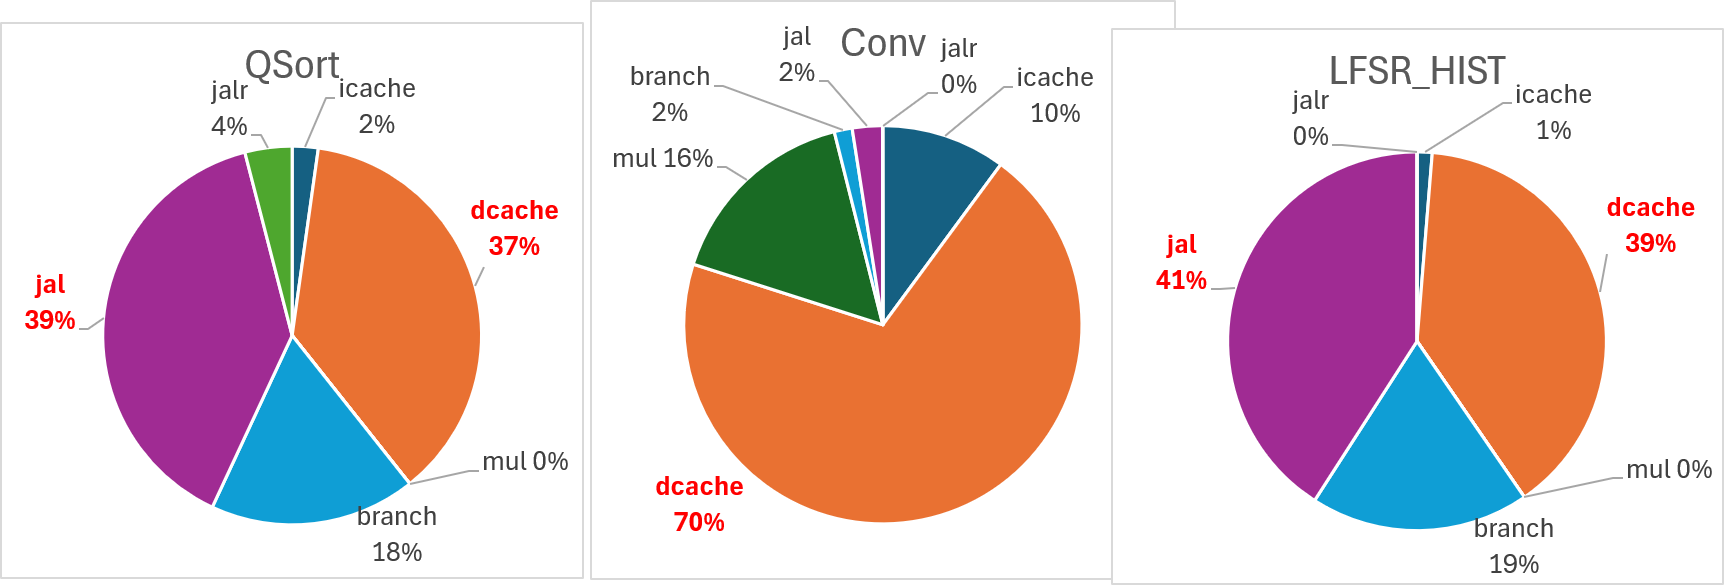 QSort
jalr
4%
icache
2%
dcache
37%
jal
39%
mul 0%
branch
18%
Conv
jal
2%
jalr
0%
branch
2%
icache
10%
mul 16%
dcache
70%
LFSR_HIST
jalr
0%
icache
1%
dcache
39%
jal
41%
mul 0%
branch
19%